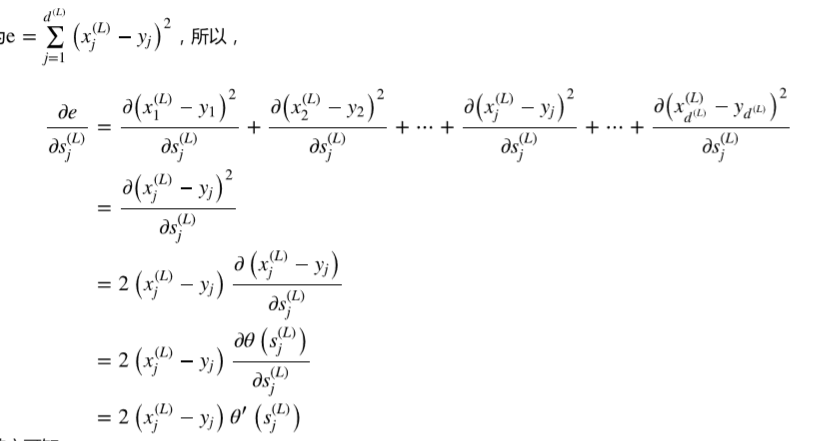 e = \sum_{j=1}^{d^{(L)}} \left( x_j^{(L)} - y_j \right)^2 , 所以 ,
\frac{\partial e}{\partial s_j^{(L)}} = \frac{\partial \left( x_1^{(L)} - y_1 \right)^2}{\partial s_j^{(L)}} + \frac{\partial \left( x_2^{(L)} - y_2 \right)^2}{\partial s_j^{(L)}} + \cdots + \frac{\partial \left( x_j^{(L)} - y_j \right)^2}{\partial s_j^{(L)}} + \cdots + \frac{\partial \left( x_{d^{(L)}}^{(L)} - y_{d^{(L)}} \right)^2}{\partial s_j^{(L)}}
= \frac{\partial \left( x_j^{(L)} - y_j \right)^2}{\partial s_j^{(L)}}
= 2 \left( x_j^{(L)} - y_j \right) \frac{\partial \left( x_j^{(L)} - y_j \right)}{\partial s_j^{(L)}}
= 2 \left( x_j^{(L)} - y_j \right) \frac{\partial \theta \left( s_j^{(L)} \right)}{\partial s_j^{(L)}}
= 2 \left( x_j^{(L)} - y_j \right) \theta' \left( s_j^{(L)} \right)